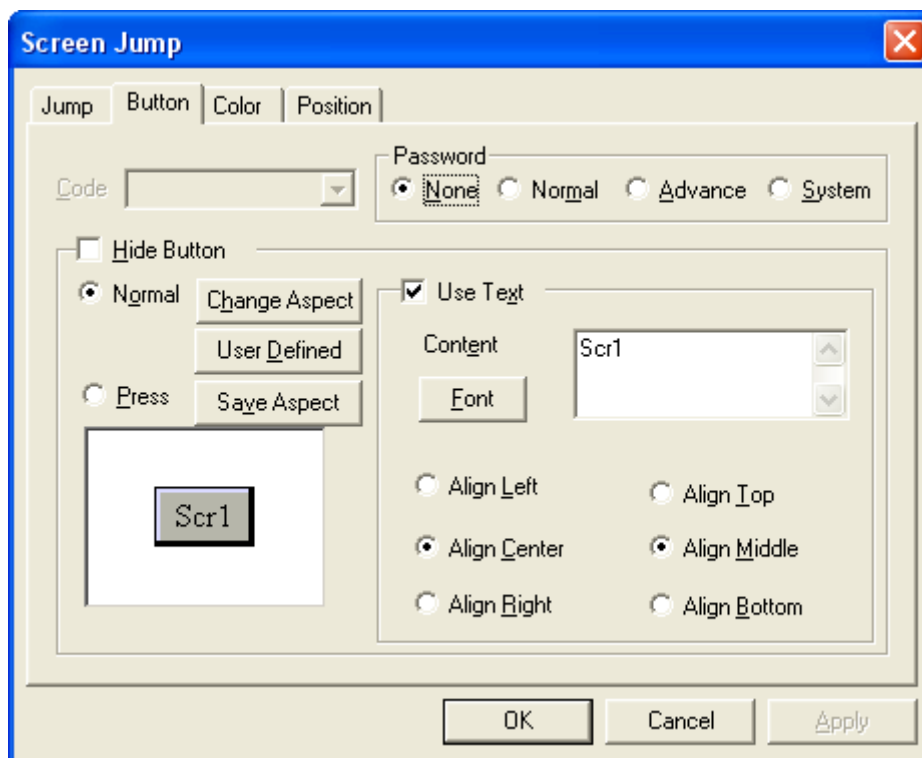 Screen Jump
Jump Button Color Position
Password
Code None Normal Advance System
Hide Button
Normal Change Aspect Use Text
User Defined Content Scr1
Press Save Aspect Font
Scr1
Align Left Align Top
Align Center Align Middle
Align Right Align Bottom
OK Cancel Apply